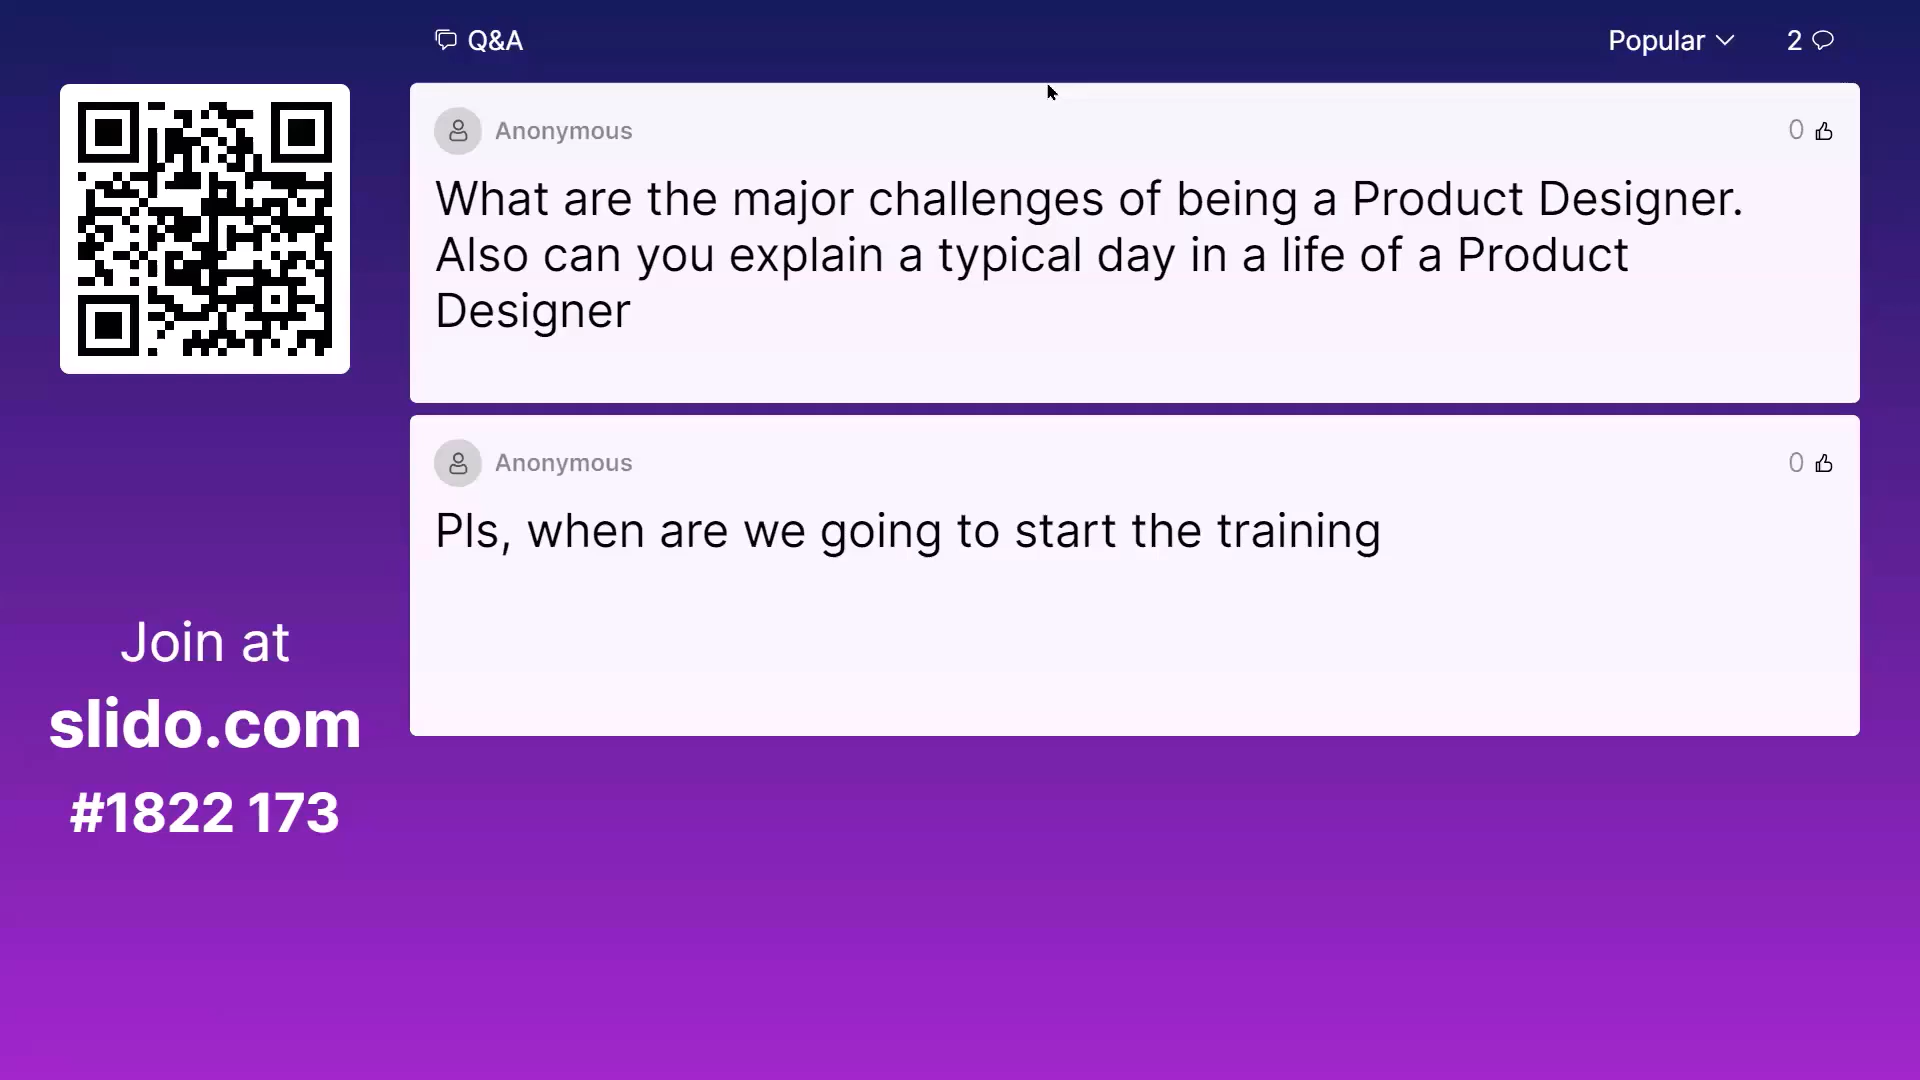 Q&A
Popular
2
Anonymous
0
What are the major challenges of being a Product Designer.
Also can you explain a typical day in a life of a Product
Designer
Anonymous
0
Pls, when are we going to start the training
Join at
slido.com
#1822 173